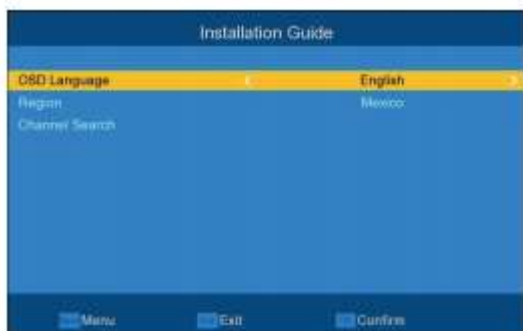 Installation Guide
OSD Language English
Region Mexico
Channel Search
Menu Exit Confirm